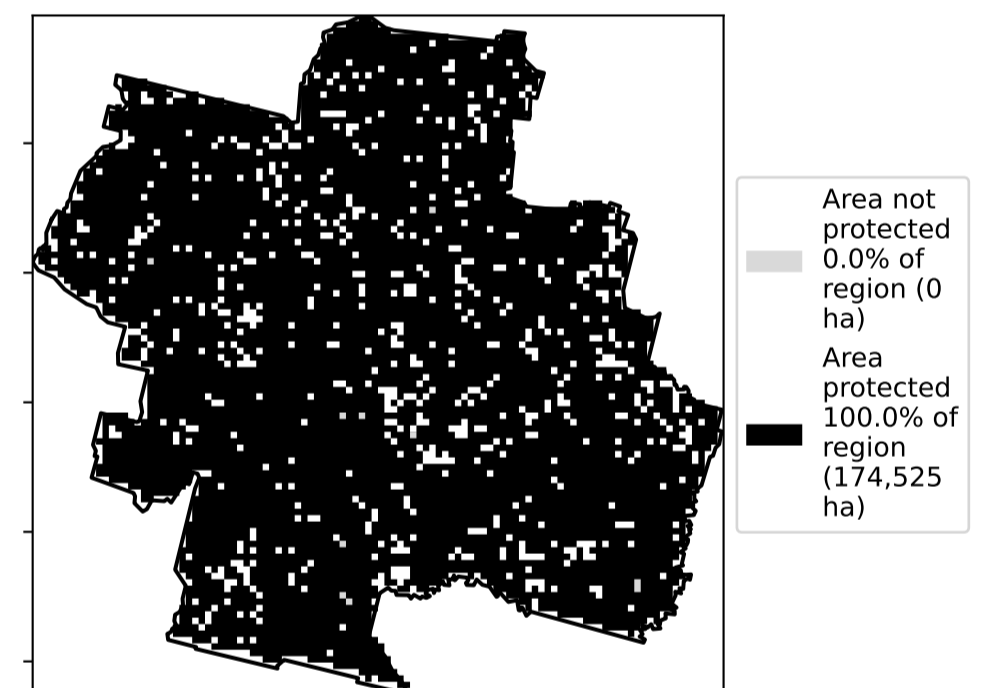 Area not
protected
0.0% of
region (0
ha)
Area
protected
100.0% of
region
(174,525
ha)